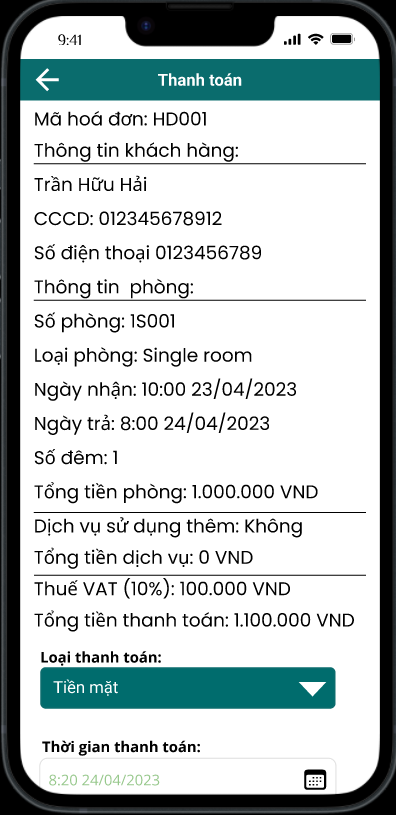 9:41
Thanh toán
Mã hoá đơn: HD001
Thông tin khách hàng:
Trần Hữu Hải
CCCD: 012345678912
Số điện thoại 0123456789
Thông tin  phòng:
Số phòng: 1S001
Loại phòng: Single room
Ngày nhận: 10:00 23/04/2023
Ngày trả: 8:00 24/04/2023
Số đêm: 1
Tổng tiền phòng: 1.000.000 VND
Dịch vụ sử dụng thêm: Không
Tổng tiền dịch vụ: 0 VND
Thuế VAT (10%): 100.000 VND
Tổng tiền thanh toán: 1.100.000 VND
Loại thanh toán:
Tiền mặt
Thời gian thanh toán:
8:20 24/04/2023